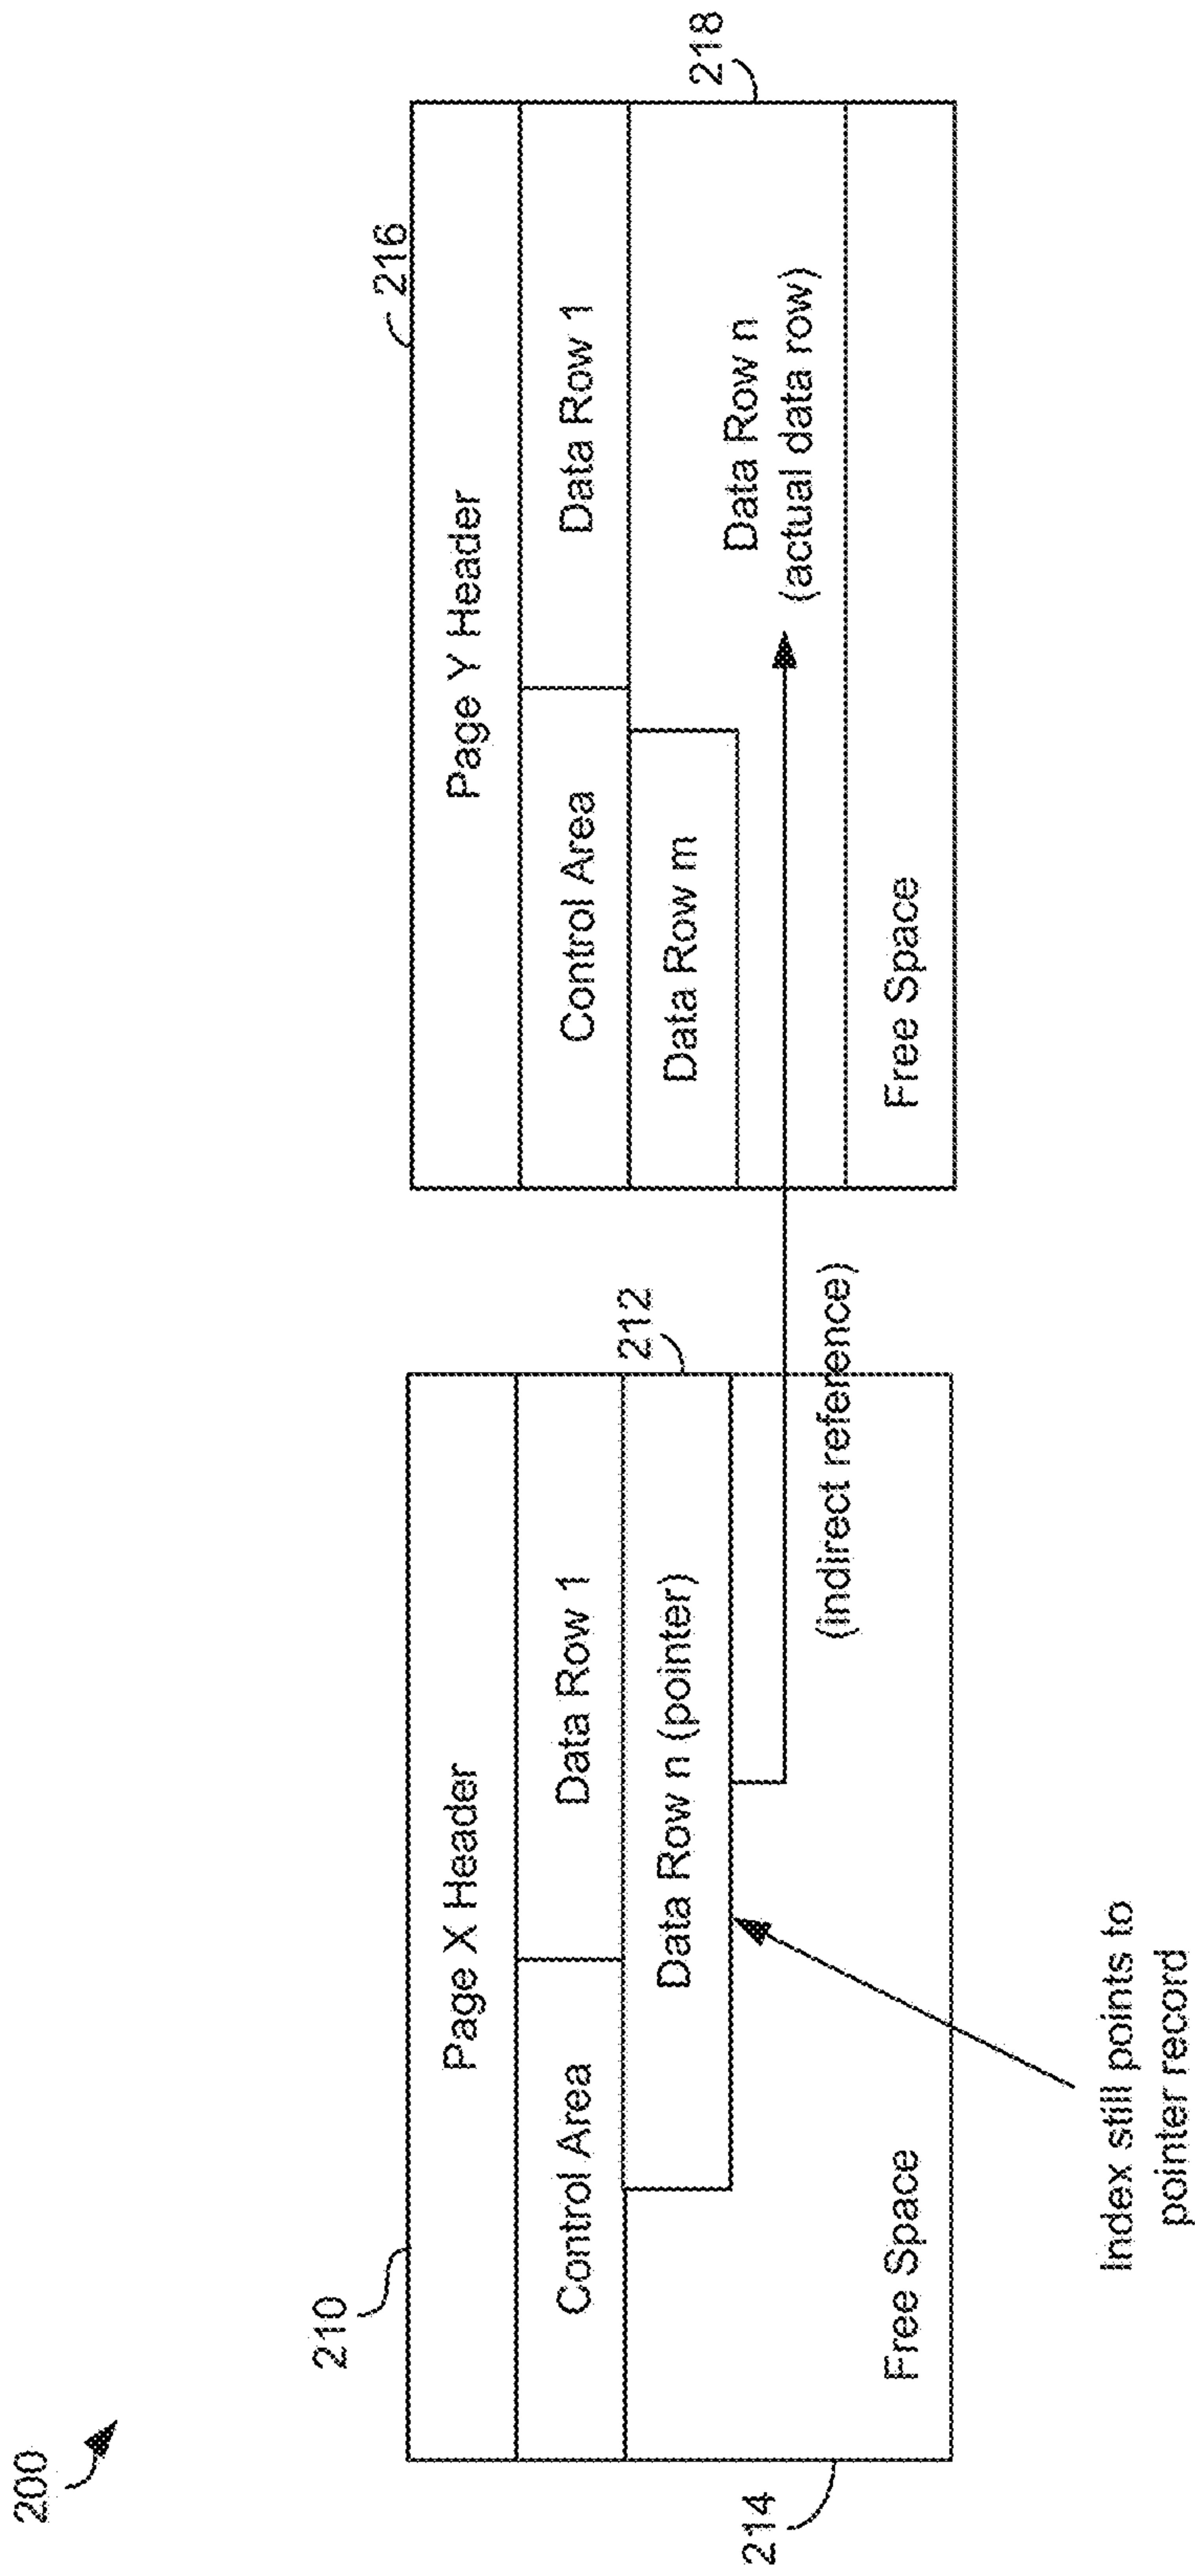 200
210
Page X Header
Control Area
Data Row 1
Data Row n (pointer)
212
Free Space
214
(indirect reference)
Index still points to
pointer record
216
Page Y Header
Control Area
Data Row 1
Data Row m
Data Row n
(actual data row)
218
Free Space